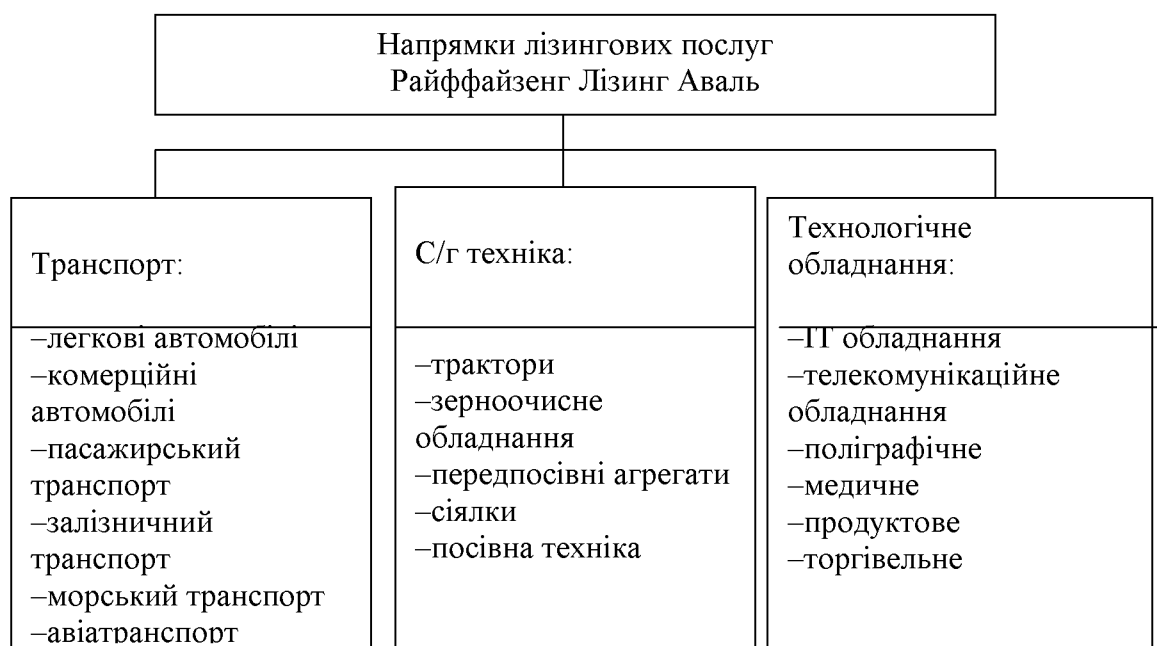 Напрямки лізингових послуг
Райффайзенг Лізинг Аваль
Транспорт:
–легкові автомобілі
–комерційні
автомобілі
–пасажирський
транспорт
–залізничний
транспорт
–морський транспорт
–авіатранспорт
С/г техніка:
–трактори
–зерноочисне
обладнання
–передпосівні агрегати
–сіялки
–посівна техніка
Технологічне
обладнання:
–ІТ обладнання
–телекомунікаційне
обладнання
–поліграфічне
–медичне
–продуктове
–торгівельне